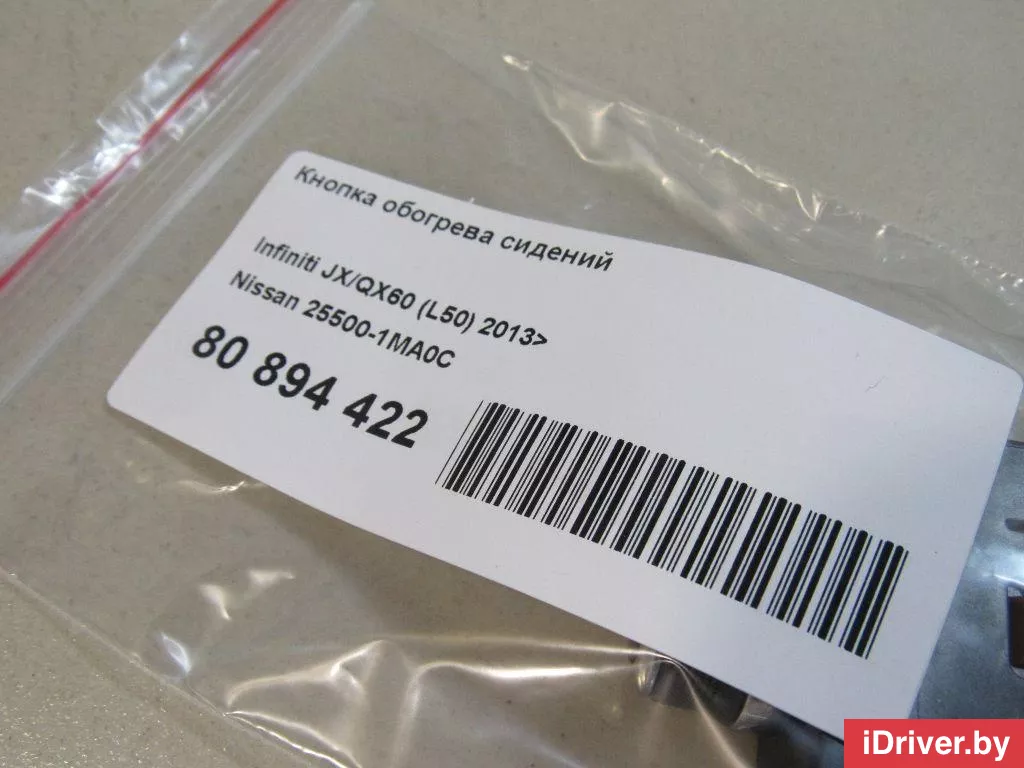 Кнопка обогрева сидений
Infiniti JX/QX60 (L50) 2013>
Nissan 25500-1MA0C
80 894 422
iDriver.by